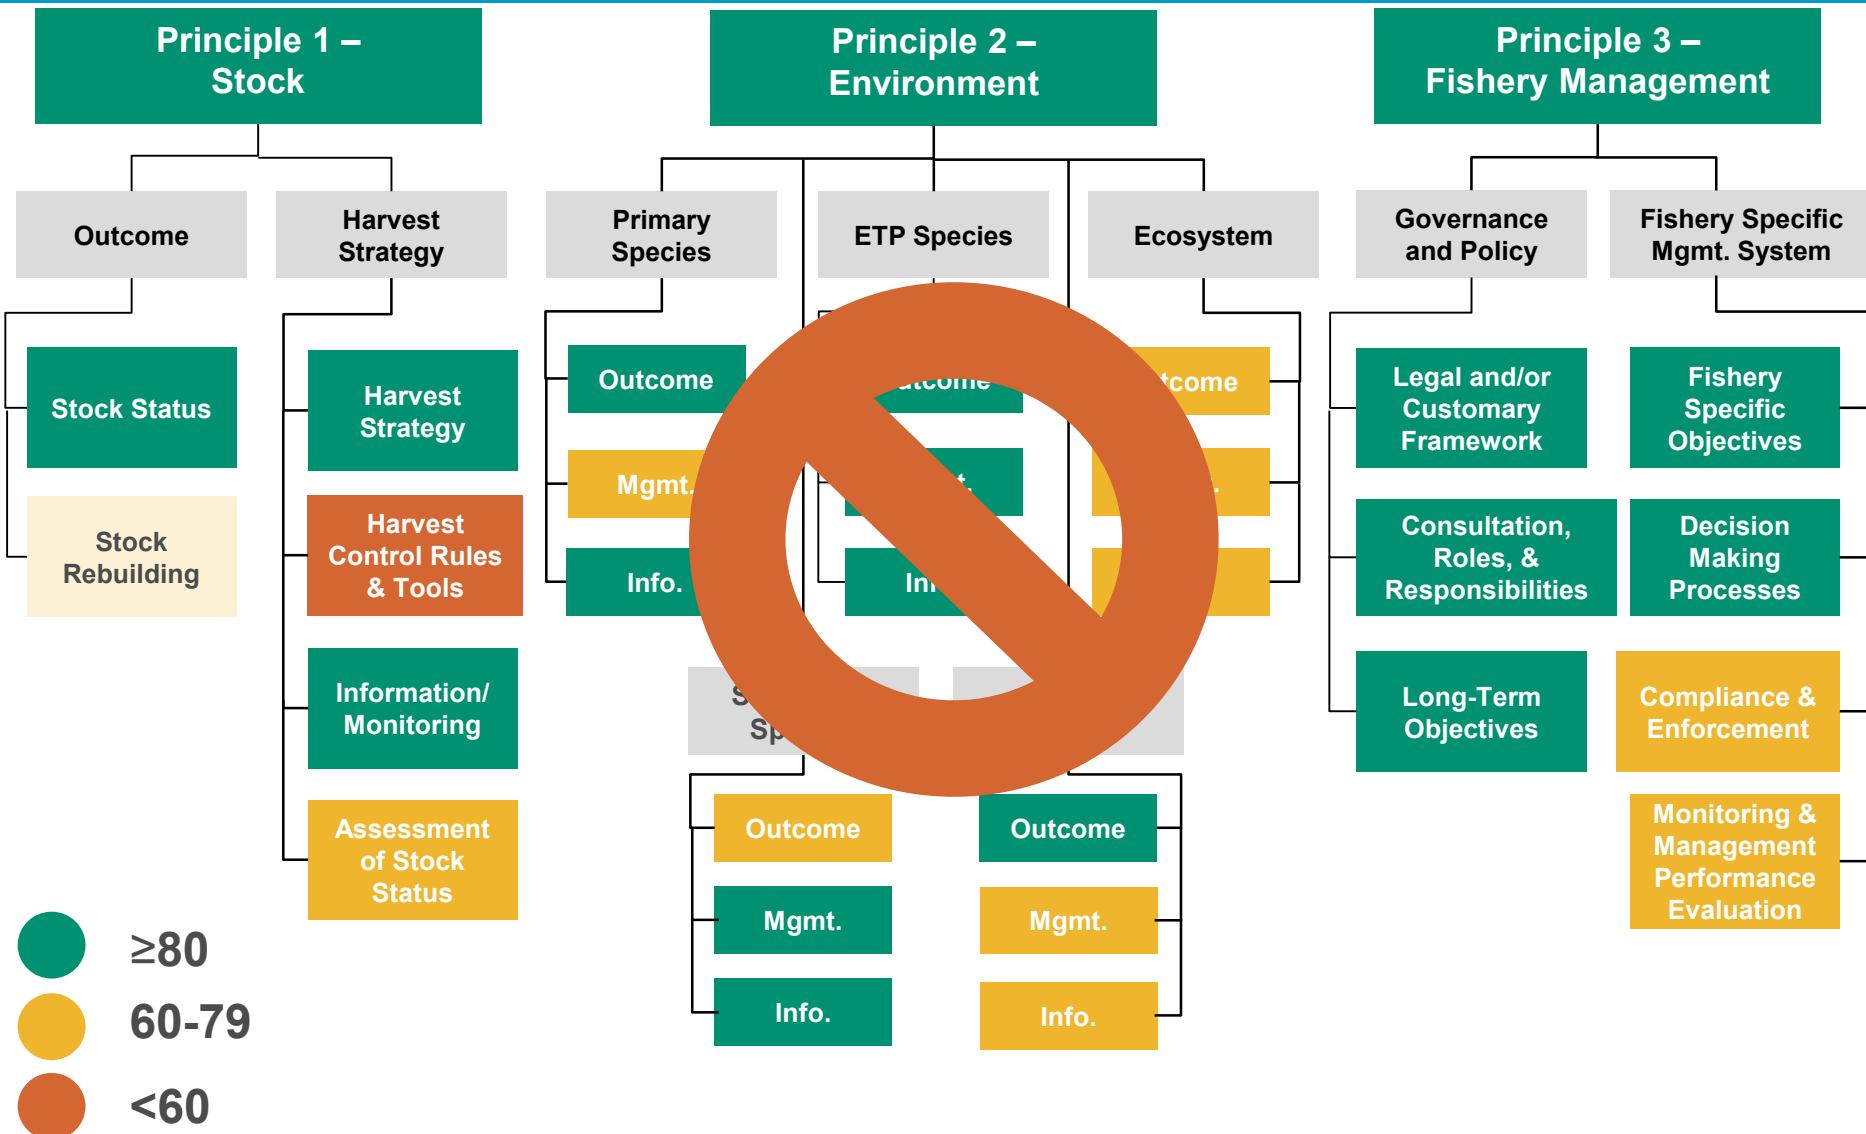 Principle 1 –
Stock
Principle 2 –
Environment
Principle 3 –
Fishery Management
Outcome
Harvest
Strategy
Primary
Species
ETP Species
Ecosystem
Governance
and Policy
Fishery Specific
Mgmt. System
Stock Status
Stock
Rebuilding
Harvest
Strategy
Harvest
Control Rules
& Tools
Information/
Monitoring
Assessment
of Stock
Status
Outcome
Mgmt.
Info.
Outcome
Mgmt.
Info.
Outcome
Mgmt.
Info.
Legal and/or
Customary
Framework
Consultation,
Roles, &
Responsibilities
Long-Term
Objectives
Fishery
Specific
Objectives
Decision
Making
Processes
Compliance &
Enforcement
Monitoring &
Management
Performance
Evaluation
≥80
60-79
<60